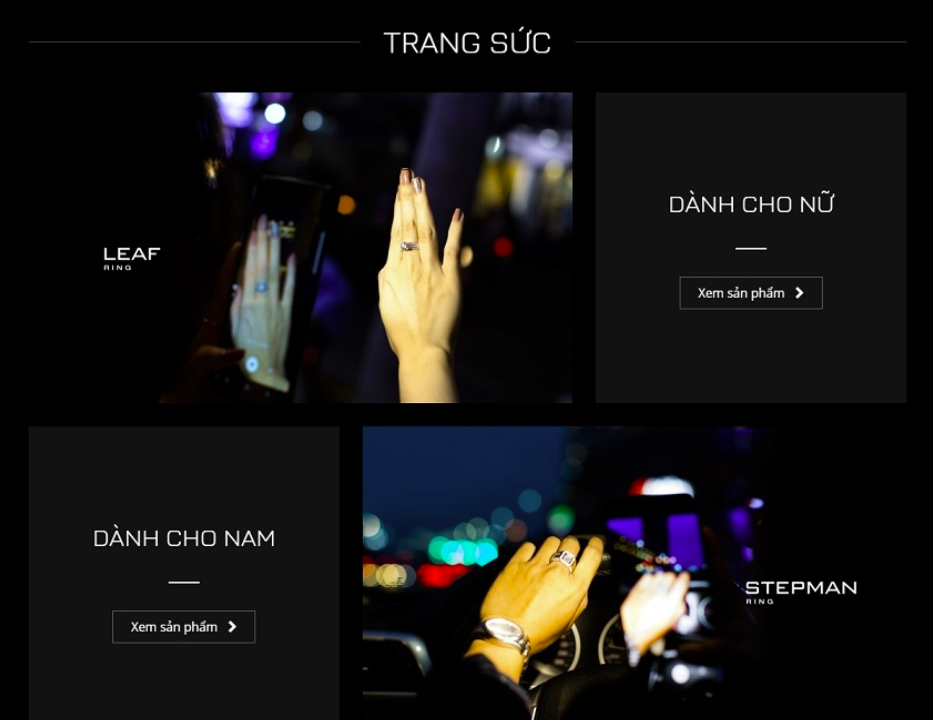 TRANG SỨC
LEAF
RING
DÀNH CHO NỮ
Xem sản phẩm
DÀNH CHO NAM
Xem sản phẩm
STEPMAN
RING